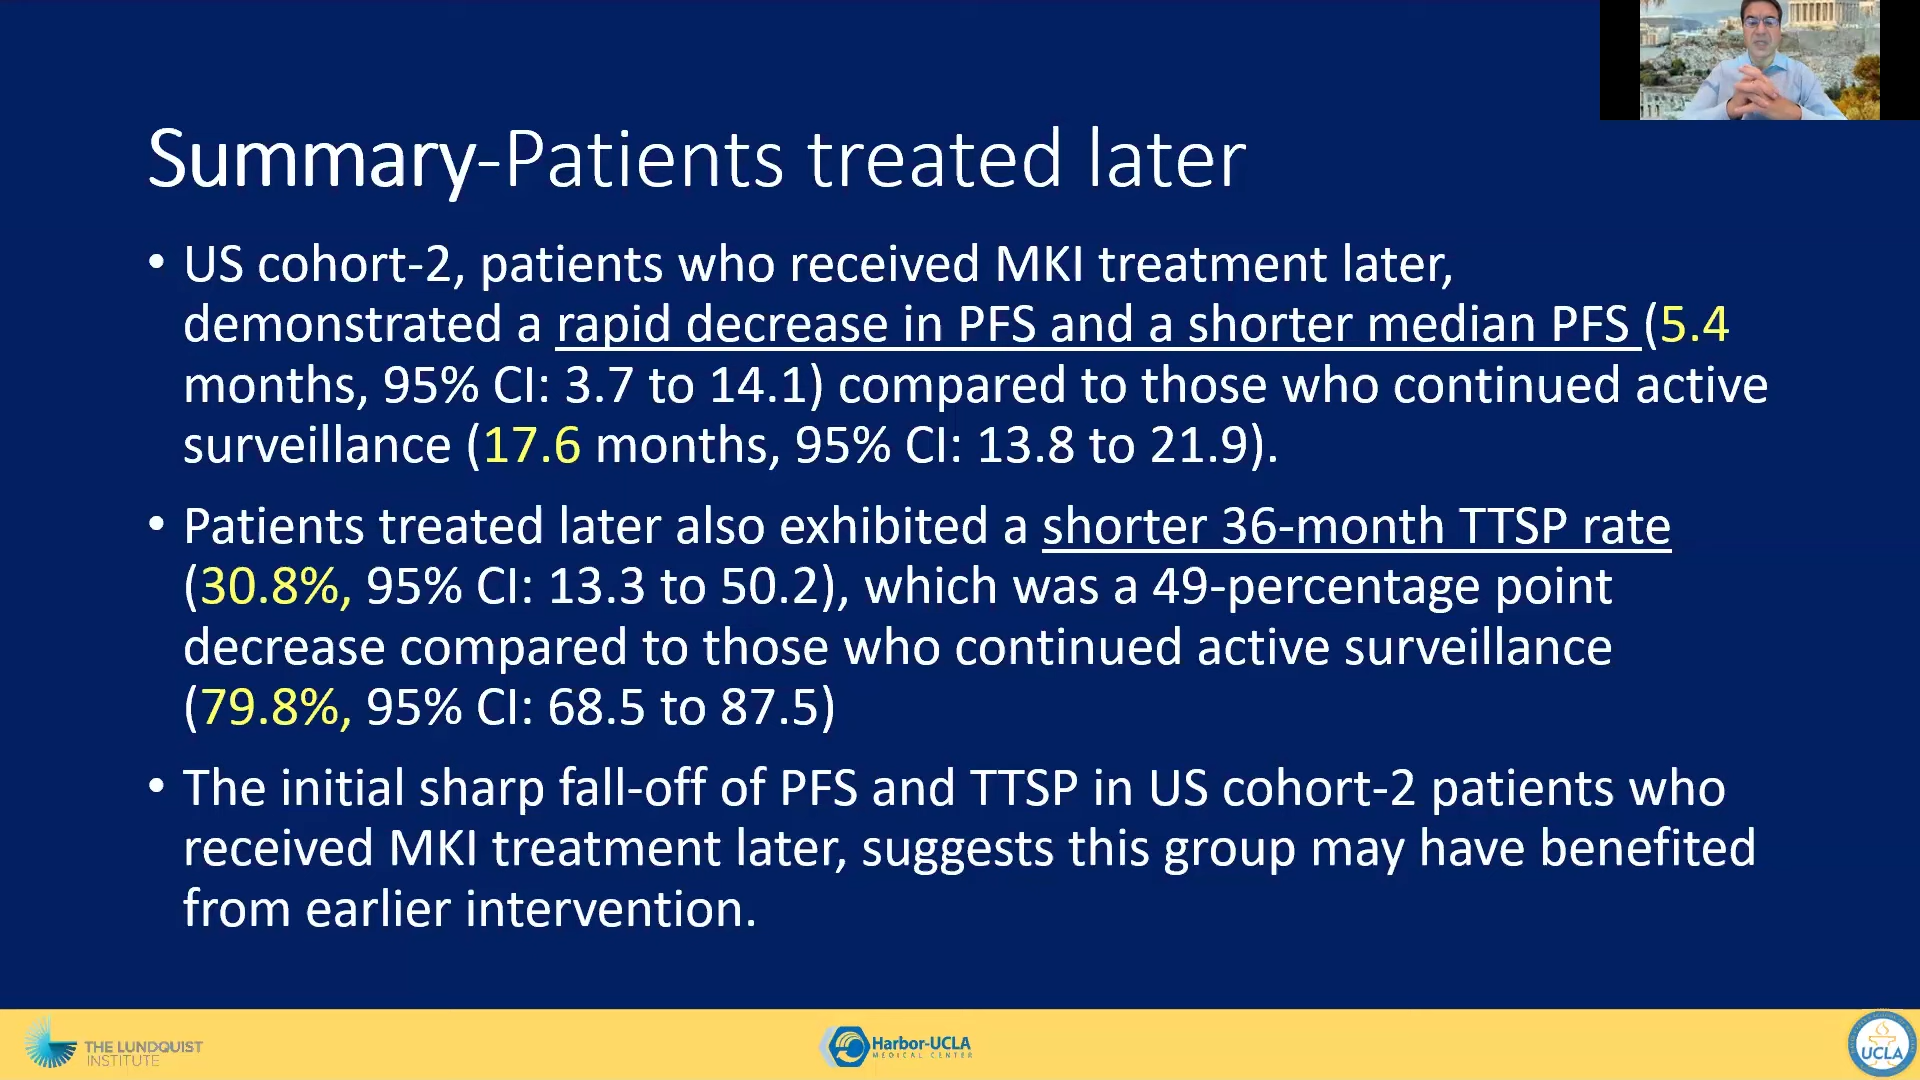 Summary-Patients treated later
• US cohort-2, patients who received MKI treatment later,
demonstrated a rapid decrease in PFS and a shorter median PFS (5.4
months, 95% CI: 3.7 to 14.1) compared to those who continued active
surveillance (17.6 months, 95% CI: 13.8 to 21.9).
• Patients treated later also exhibited a shorter 36-month TTSP rate
(30.8%, 95% CI: 13.3 to 50.2), which was a 49-percentage point
decrease compared to those who continued active surveillance
(79.8%, 95% CI: 68.5 to 87.5)
• The initial sharp fall-off of PFS and TTSP in US cohort-2 patients who
received MKI treatment later, suggests this group may have benefited
from earlier intervention.
THE LUNDQUIST
INSTITUTE
Harbor-UCLA
MEDICAL CENTER
UCLA